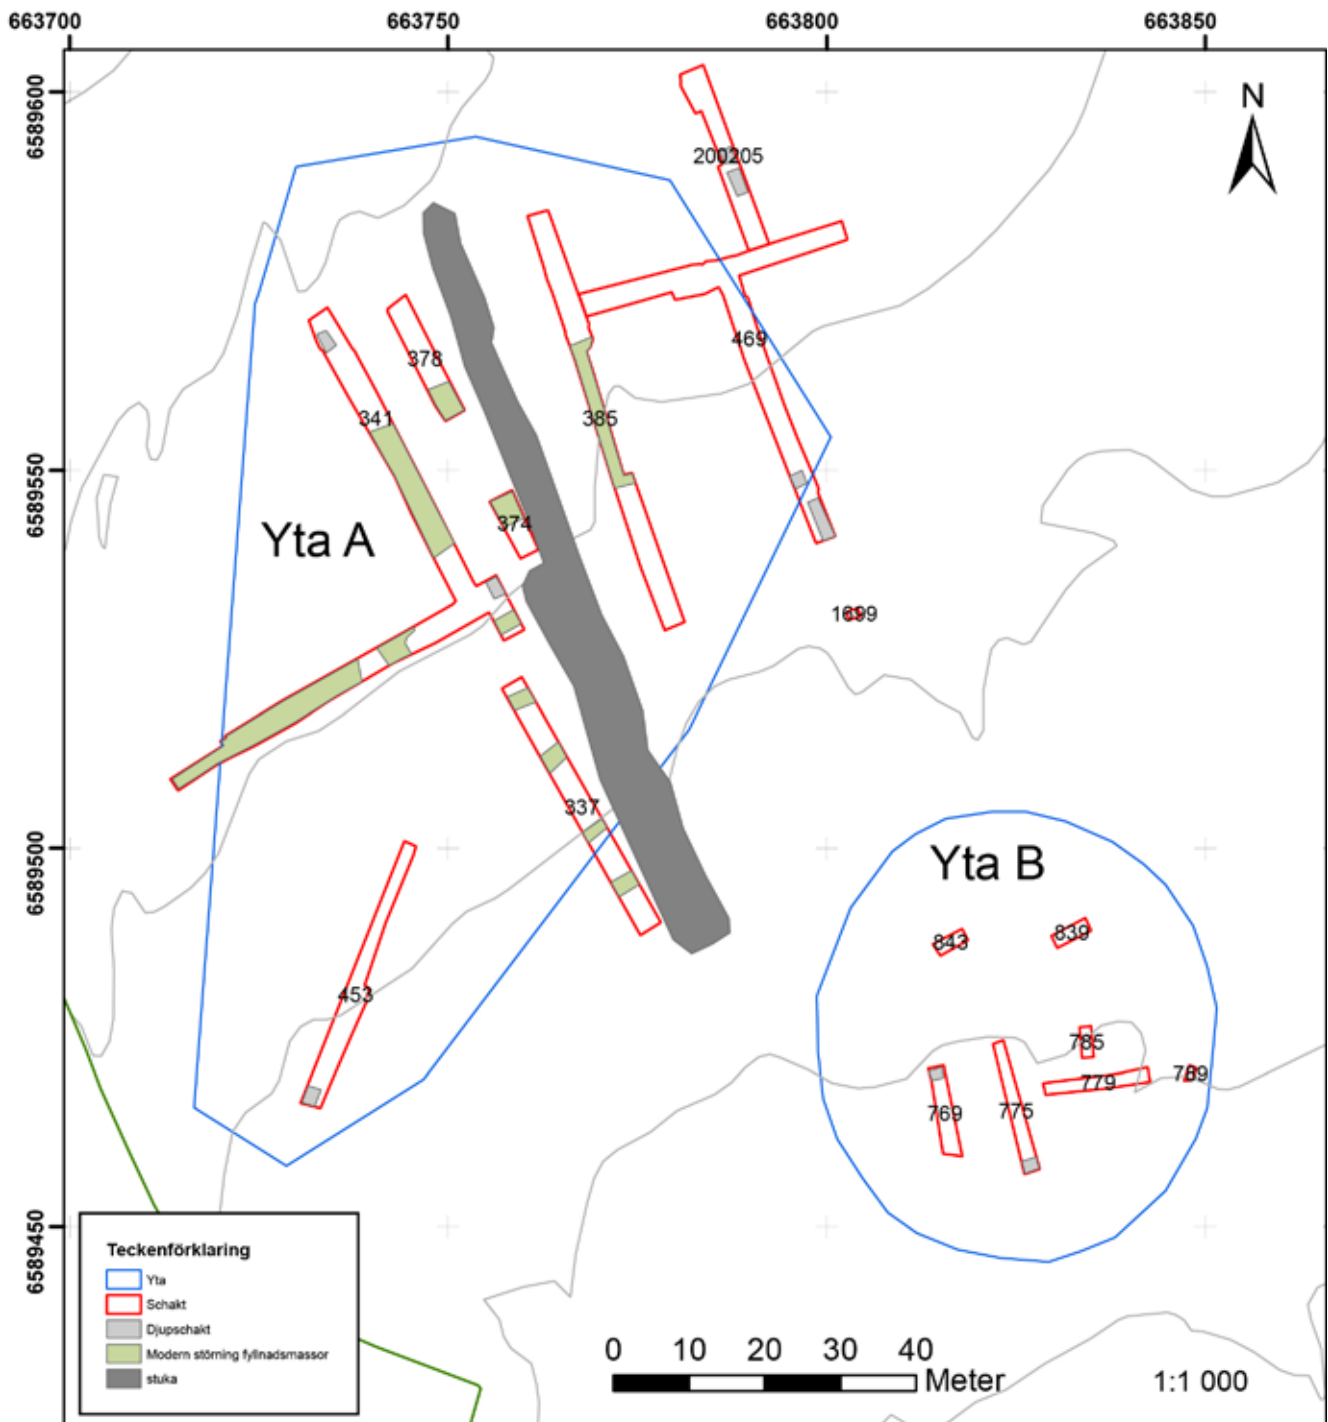 663700 663750 663800 663850
6589600
6589550
6589500
6589450
N
200205
469
378
341
385
374
Yta A
1699
337
Yta B
843
839
453
785
789
779
769
775
Teckenförklaring
Yta
Schakt
Djupschakt
Modern störning fyllnadsmassor
stuka
0 10 20 30 40
Meter
1:1 000